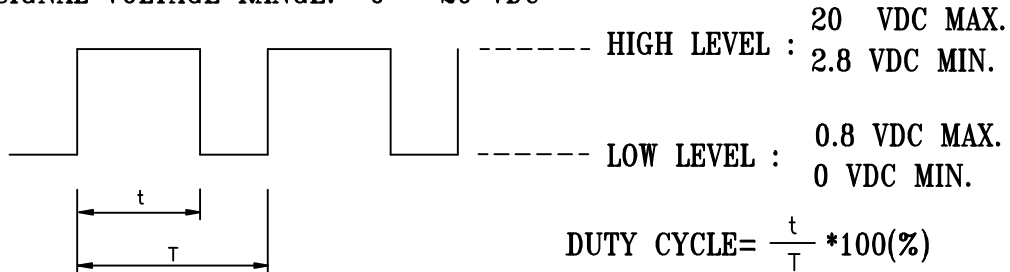 SIGNAL VOLTAGE RANGE: 0 ~ 20 VDC
HIGH LEVEL : 20 VDC MAX.
2.8 VDC MIN.
LOW LEVEL : 0.8 VDC MAX.
0 VDC MIN.
t
T
DUTY CYCLE= t/T *100(%)